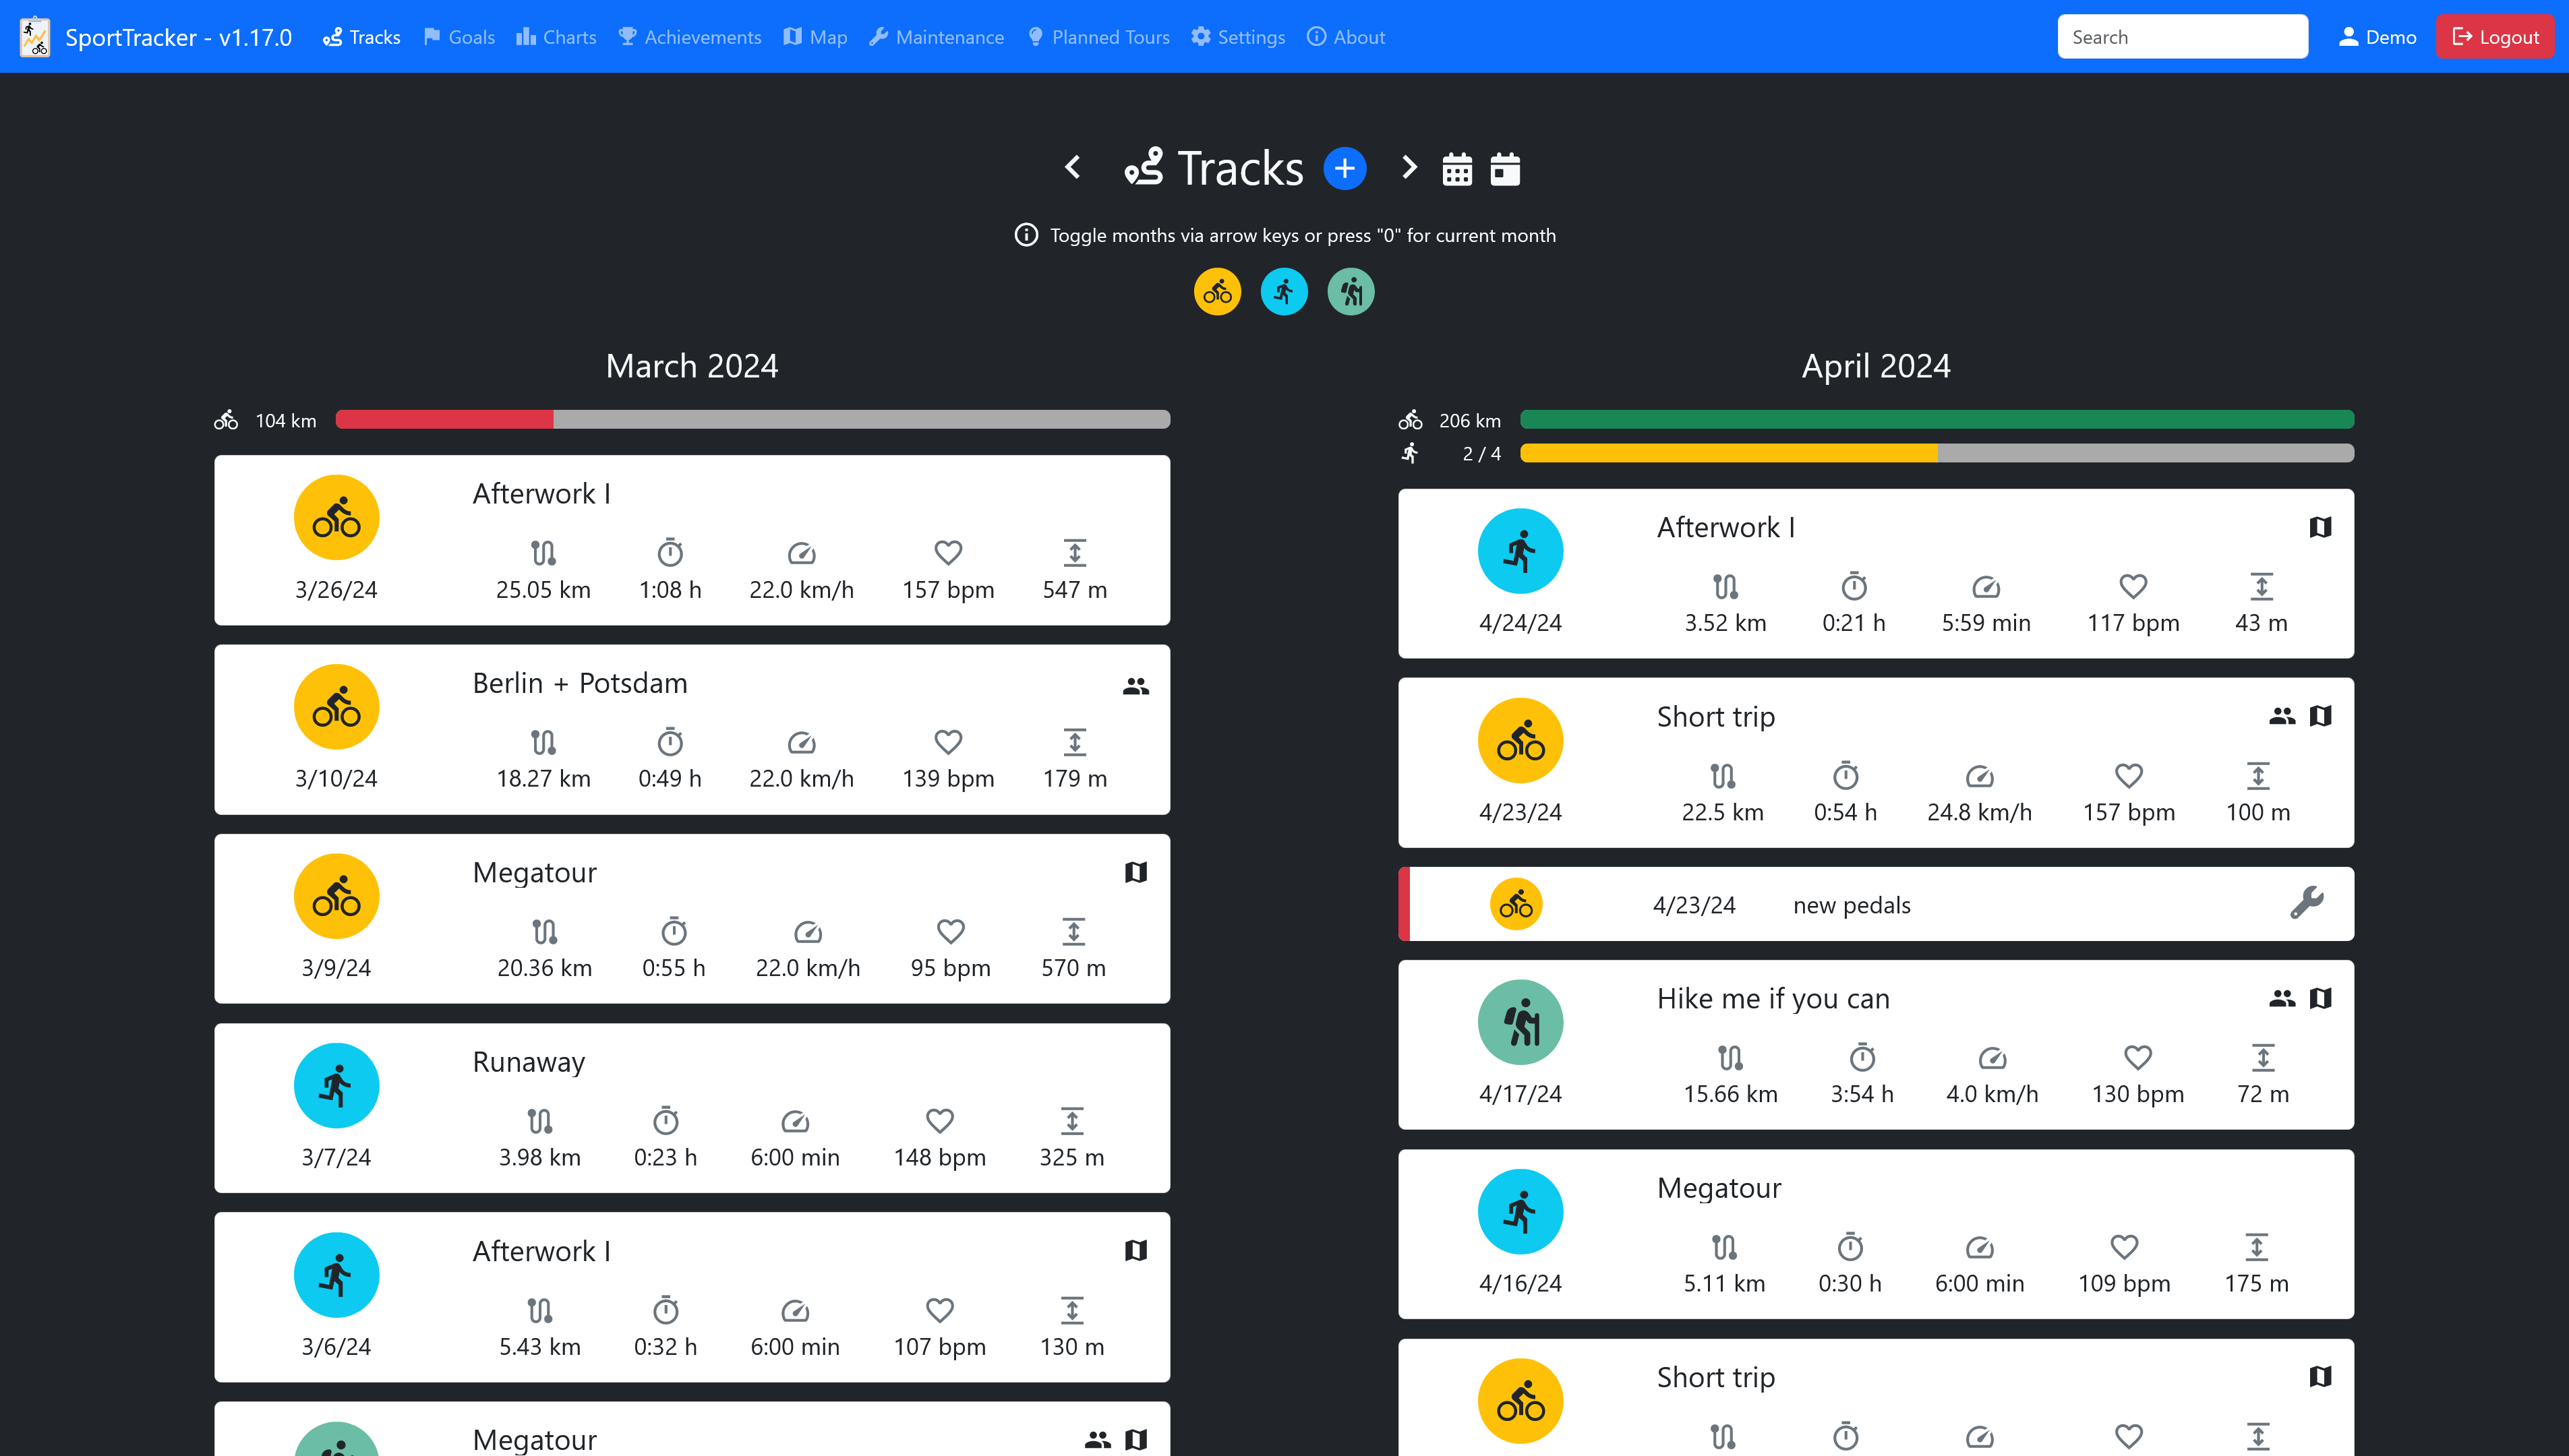 SportTracker - v1.17.0 Tracks Goals Charts Achievements Map Maintenance Planned Tours Settings About Search Demo Logout
Tracks
Toggle months via arrow keys or press "0" for current month
March 2024
104 km
Afterwork I
3/26/24 25.05 km 1:08 h 22.0 km/h 157 bpm 547 m
Berlin + Potsdam
3/10/24 18.27 km 0:49 h 22.0 km/h 139 bpm 179 m
Megatour
3/9/24 20.36 km 0:55 h 22.0 km/h 95 bpm 570 m
Runaway
3/7/24 3.98 km 0:23 h 6:00 min 148 bpm 325 m
Afterwork I
3/6/24 5.43 km 0:32 h 6:00 min 107 bpm 130 m
Megatour
April 2024
206 km
2 / 4
Afterwork I
4/24/24 3.52 km 0:21 h 5:59 min 117 bpm 43 m
Short trip
4/23/24 22.5 km 0:54 h 24.8 km/h 157 bpm 100 m
4/23/24 new pedals
Hike me if you can
4/17/24 15.66 km 3:54 h 4.0 km/h 130 bpm 72 m
Megatour
4/16/24 5.11 km 0:30 h 6:00 min 109 bpm 175 m
Short trip